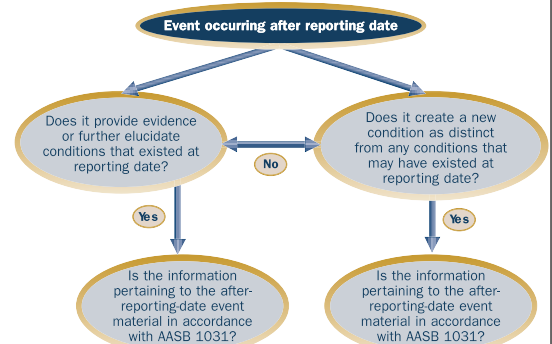 Event occurring after reporting date
Does it provide evidence
or further elucidate
conditions that existed at
reporting date?
Does it create a new
condition as distinct
from any conditions that
may have existed at
reporting date?
No
Yes
Yes
Is the information
pertaining to the after-
reporting-date event
material in accordance
with AASB 1031?
Is the information
pertaining to the after-
reporting-date event
material in accordance
with AASB 1031?